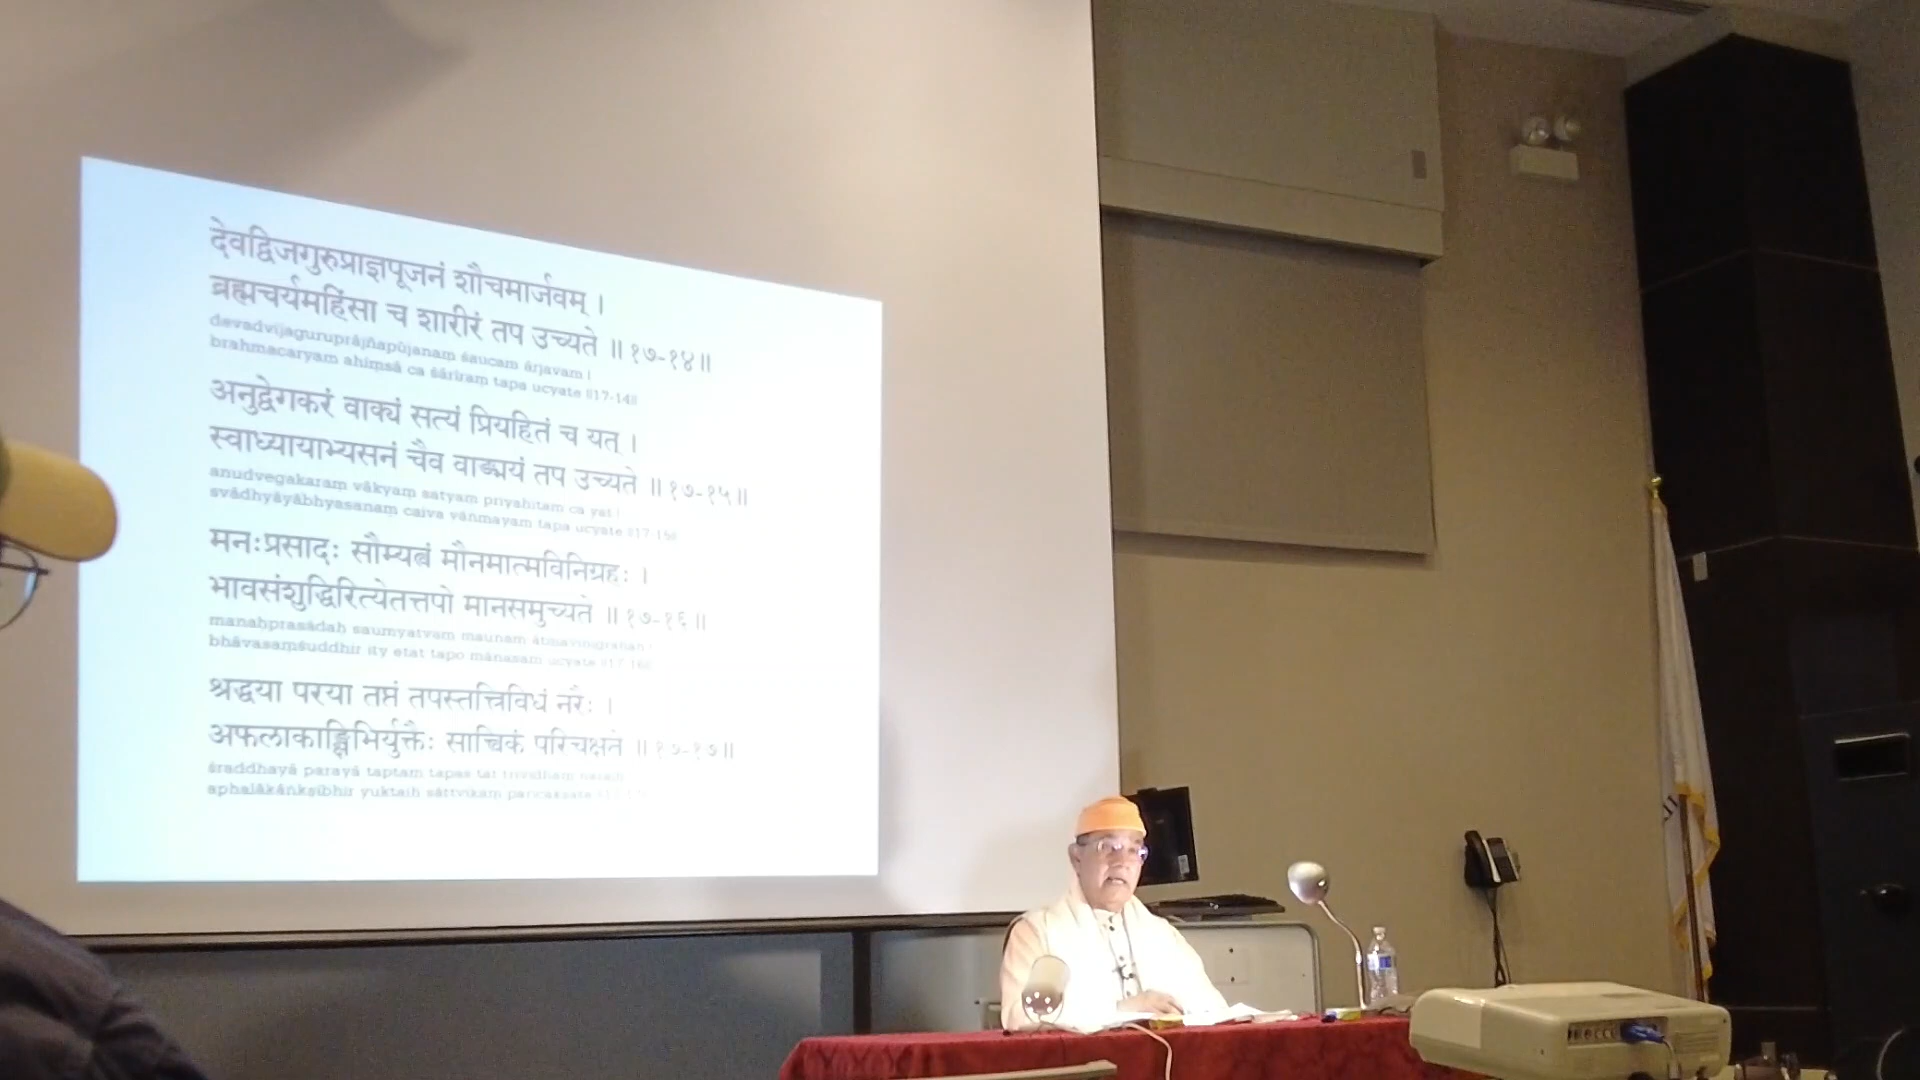 देवद्विजगुरुप्राज्ञपूजनं शौचमार्जवम् ।
ब्रह्मचर्यमहिंसा च शारीरं तप उच्यते ॥१७-१४॥
devadvijaguruprājñapūjanaṃ śaucam ārjavam |
brahmacaryam ahiṃsā ca śārīraṃ tapa ucyate ||17-14||
अनुद्वेगकरं वाक्यं सत्यं प्रियहितं च यत् ।
स्वाध्यायाभ्यसनं चैव वाङ्मयं तप उच्यते ॥१७-१५॥
anudvegakaraṃ vākyaṃ satyaṃ priyahitaṃ ca yat |
svādhyāyābhyasanaṃ caiva vāṅmayaṃ tapa ucyate ||17-15||
मनःप्रसादः सौम्यत्वं मौनमात्मविनिग्रहः ।
भावसंशुद्धिरित्येतत्तपो मानसमुच्यते ॥१७-१६॥
manaḥprasādaḥ saumyatvaṃ maunam ātmavinigrahaḥ |
bhāvasaṃśuddhir ity etat tapo mānasam ucyate ||17-16||
श्रद्धया परया तप्तं तपस्तत्त्रिविधं नरैः ।
अफलाकाङ्क्षिभिर्युक्तैः सात्त्विकं परिचक्षते ॥१७-१७॥
śraddhayā parayā taptaṃ tapas tat trividhaṃ naraiḥ
aphalākāṅkṣibhir yuktaiḥ sāttvikaṃ paricakṣate